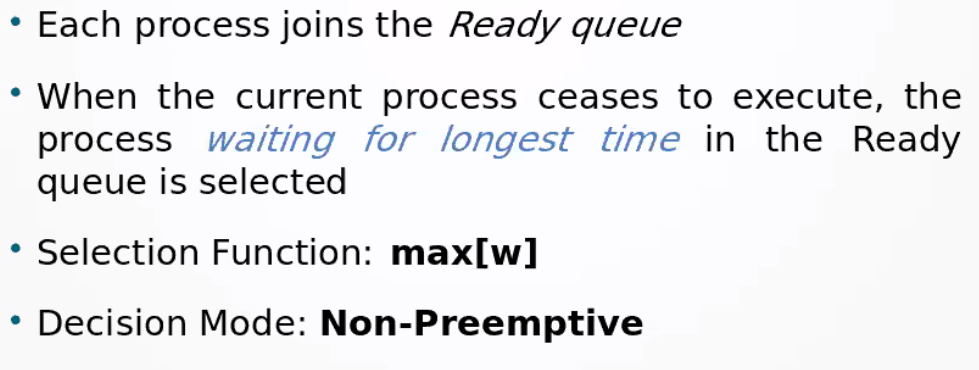 • Each process joins the Ready queue
• When the current process ceases to execute, the
process waiting for longest time in the Ready
queue is selected
• Selection Function: max[w]
• Decision Mode: Non-Preemptive